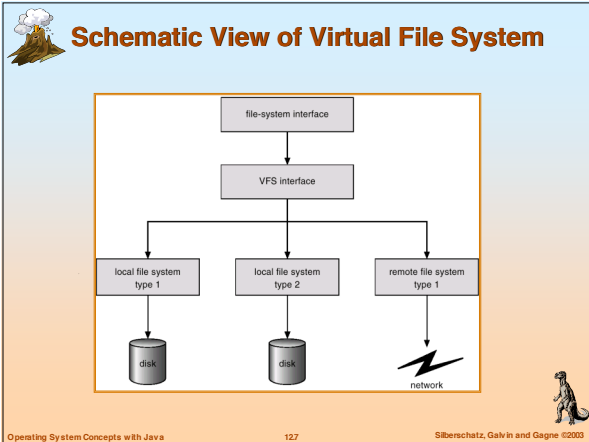 Schematic View of Virtual File System
file-system interface
VFS interface
local file system
type 1
local file system
type 2
remote file system
type 1
disk
disk
network
Operating System Concepts with Java
12.7
Silberschatz, Galvin and Gagne ©2003